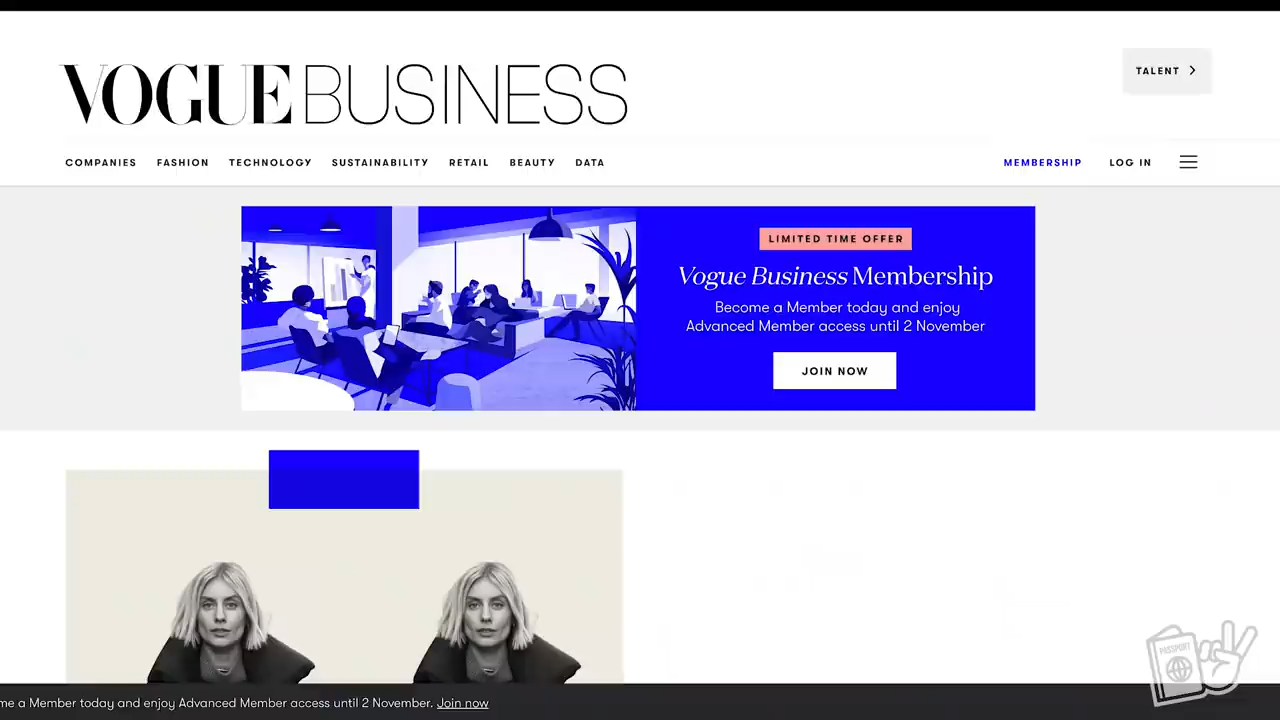 VOGUE BUSINESS
TALENT
COMPANIES FASHION TECHNOLOGY SUSTAINABILITY RETAIL BEAUTY DATA
MEMBERSHIP LOG IN
LIMITED TIME OFFER
Vogue Business Membership
Become a Member today and enjoy
Advanced Member access until 2 November
JOIN NOW
PASSPORT
me a Member today and enjoy Advanced Member access until 2 November. Join now